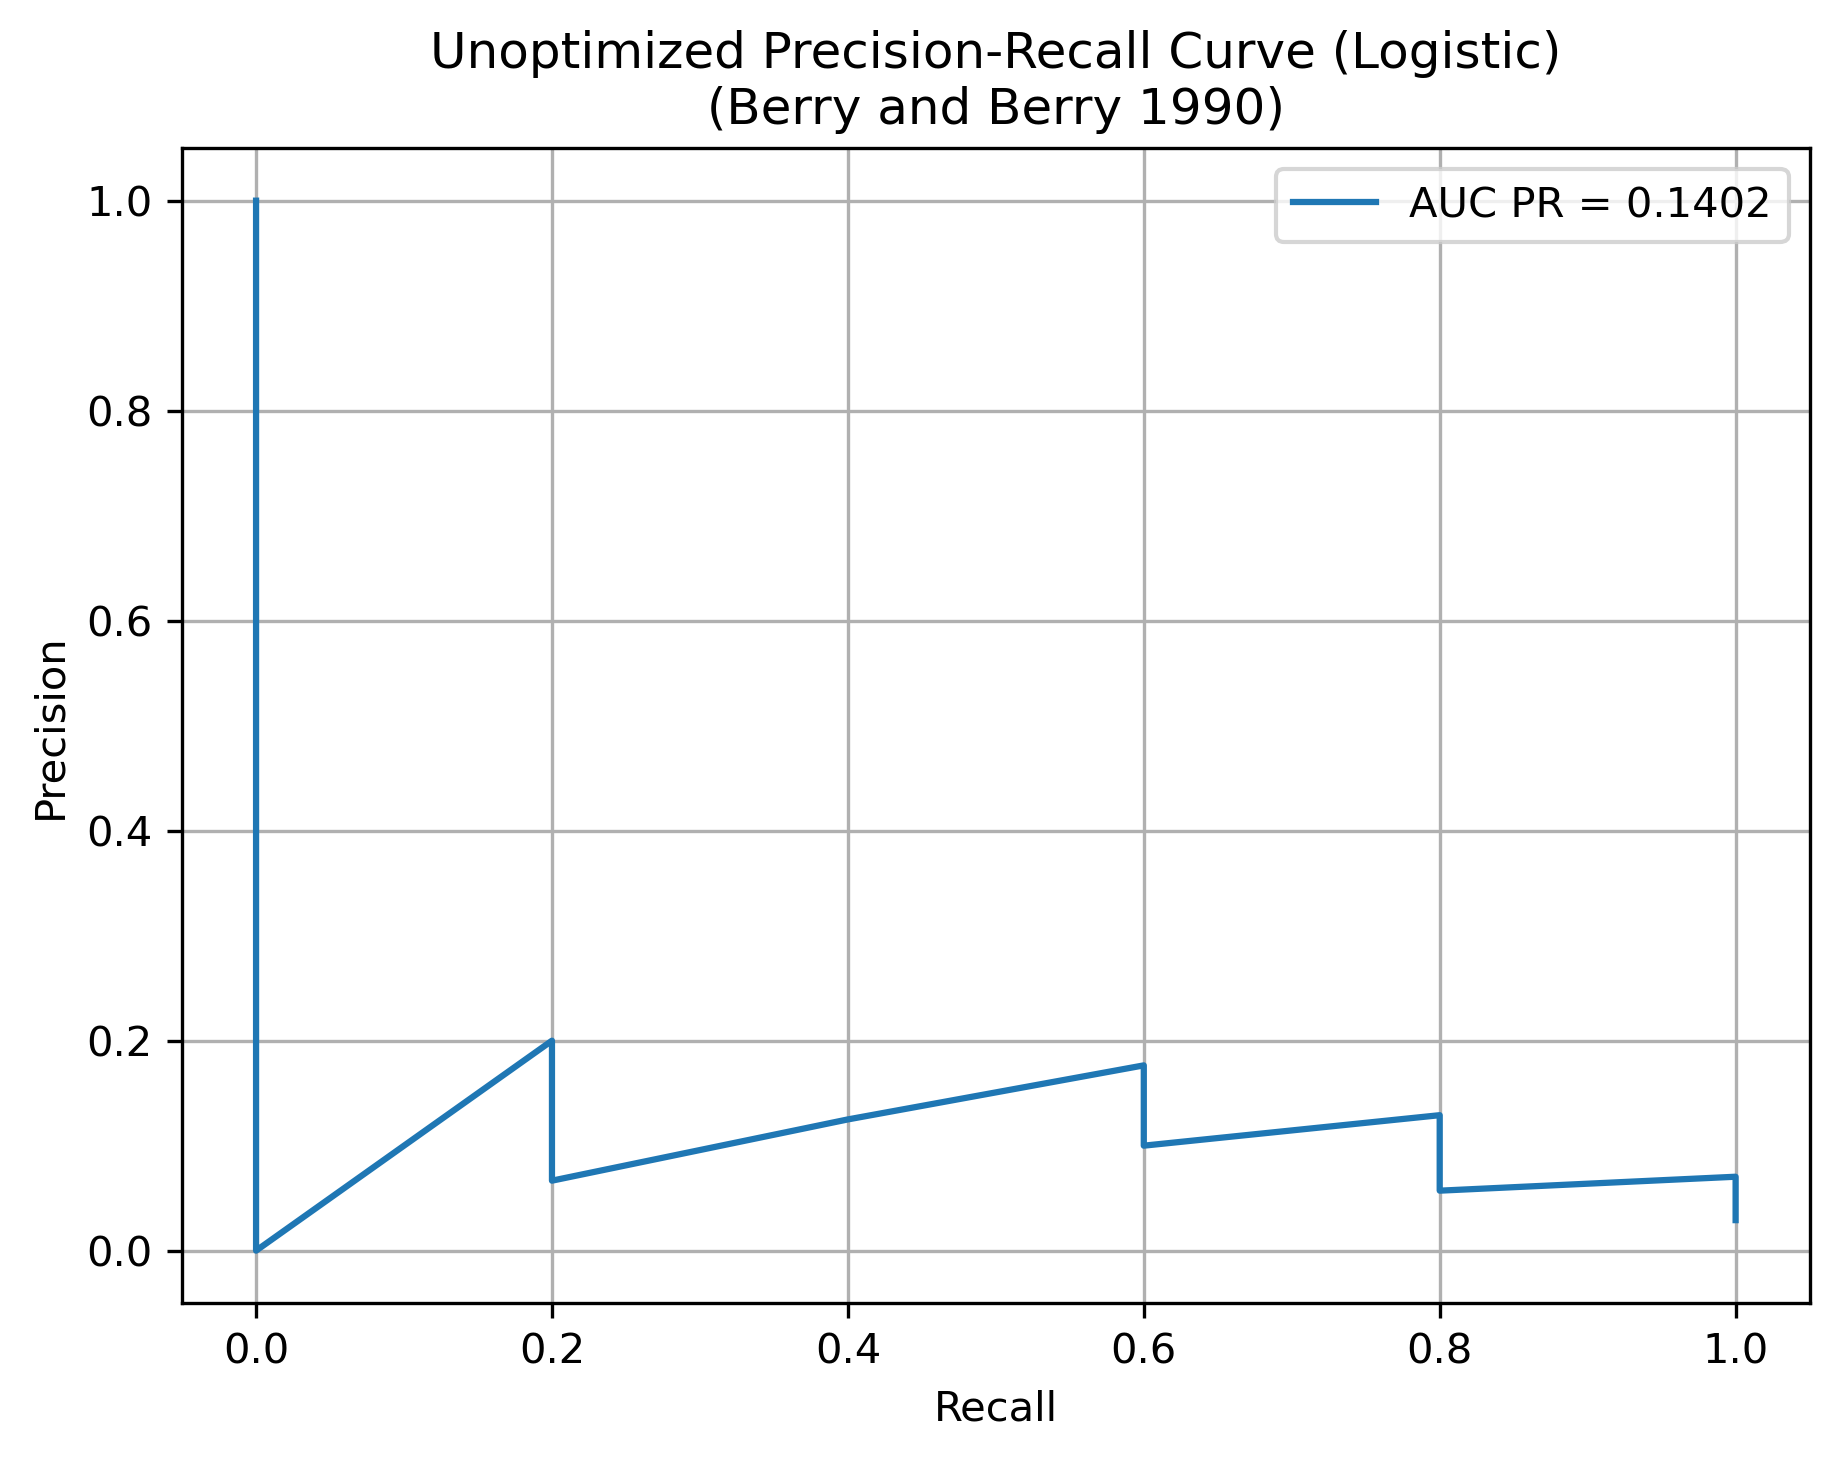 Unoptimized Precision-Recall Curve (Logistic)
(Berry and Berry 1990)
AUC PR = 0.1402
Precision
1.0
0.8
0.6
0.4
0.2
0.0
0.0 0.2 0.4 0.6 0.8 1.0
Recall